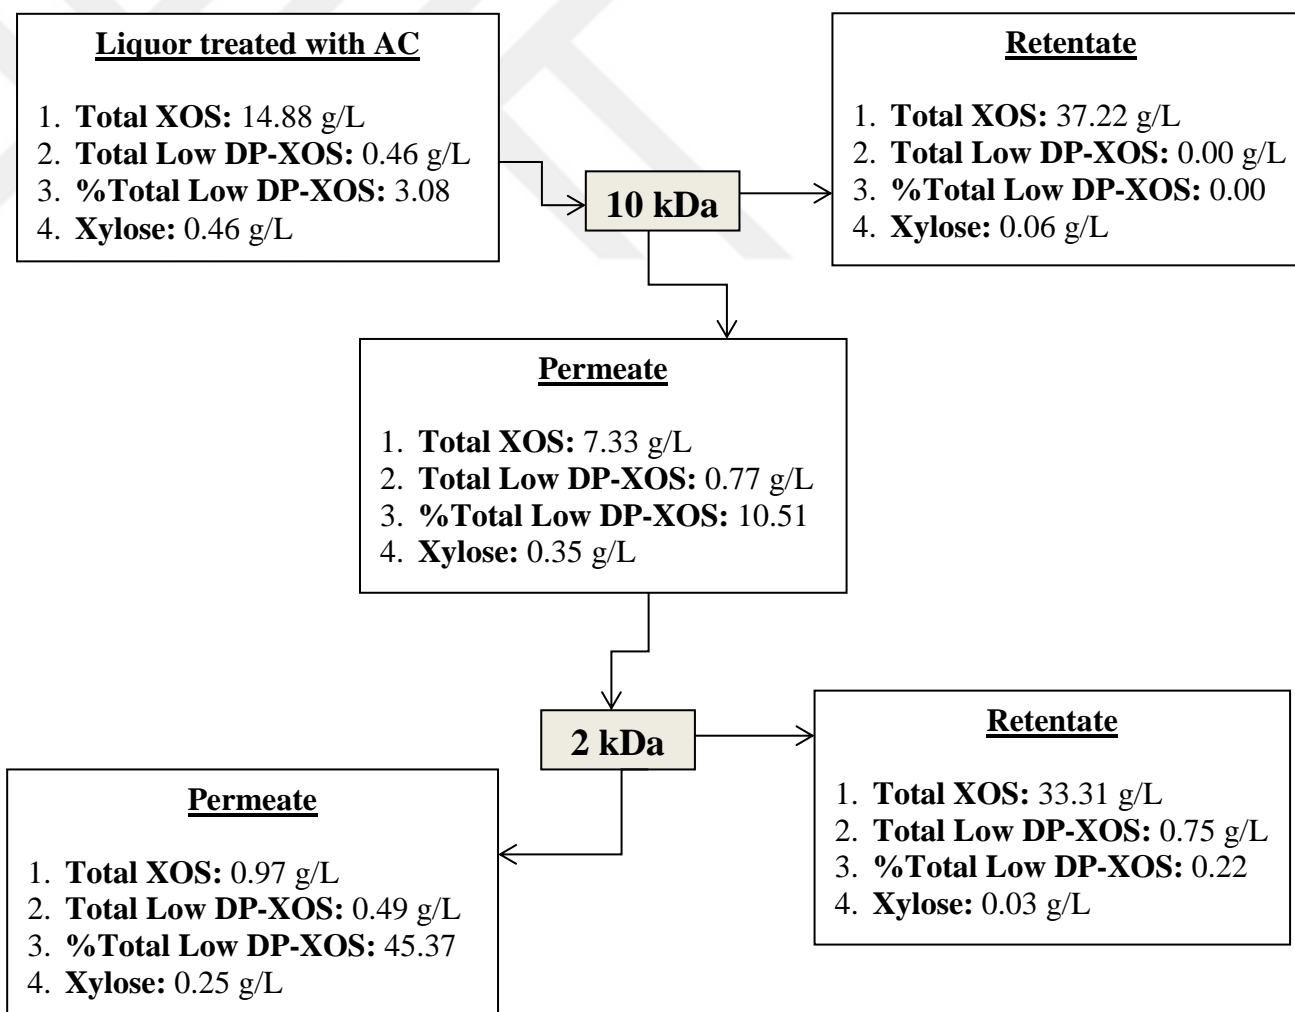 Liquor treated with AC
1. Total XOS: 14.88 g/L
2. Total Low DP-XOS: 0.46 g/L
3. %Total Low DP-XOS: 3.08
4. Xylose: 0.46 g/L
10 kDa
Retentate
1. Total XOS: 37.22 g/L
2. Total Low DP-XOS: 0.00 g/L
3. %Total Low DP-XOS: 0.00
4. Xylose: 0.06 g/L
Permeate
1. Total XOS: 7.33 g/L
2. Total Low DP-XOS: 0.77 g/L
3. %Total Low DP-XOS: 10.51
4. Xylose: 0.35 g/L
2 kDa
Retentate
1. Total XOS: 33.31 g/L
2. Total Low DP-XOS: 0.75 g/L
3. %Total Low DP-XOS: 0.22
4. Xylose: 0.03 g/L
Permeate
1. Total XOS: 0.97 g/L
2. Total Low DP-XOS: 0.49 g/L
3. %Total Low DP-XOS: 45.37
4. Xylose: 0.25 g/L